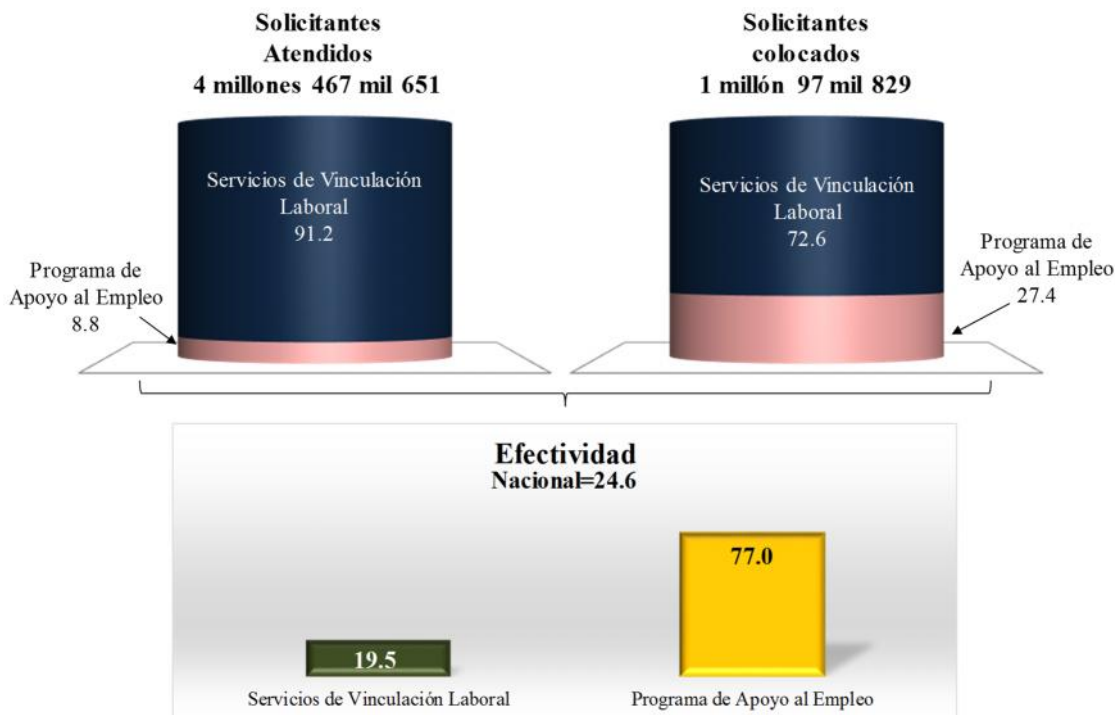 Solicitantes
Atendidos
4 millones 467 mil 651
Solicitantes
colocados
1 millón 97 mil 829
Servicios de Vinculación
Laboral
91.2
Programa de
Apoyo al Empleo
8.8
Servicios de Vinculación
Laboral
72.6
Programa de
Apoyo al Empleo
27.4
Efectividad
Nacional=24.6
19.5
77.0
Servicios de Vinculación Laboral
Programa de Apoyo al Empleo